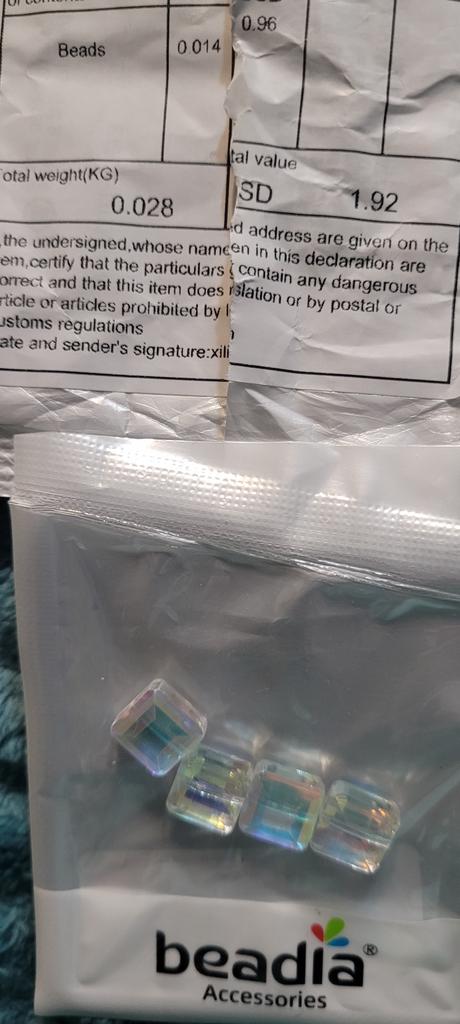 0.96
Beads 0 014
otal weight(KG) tal value
0.028 SD 1.92
the undersigned,whose name en in this declaration are
d address are given on the
em,certify that the particulars contain any dangerous
orrect and that this item does slation or by postal or
rticle or articles prohibited by
ustoms regulations
ate and sender's signature:xili
beadia®
Accessories